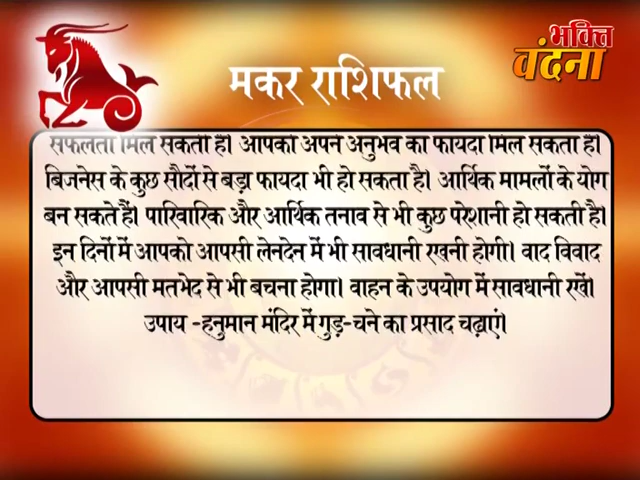 भक्ति
वंदना
मकर राशिफल
सफलता मिल सकती है। आपको अपने अनुभव का फायदा मिल सकता है।
बिजनेस के कुछ सौदों से बड़ा फायदा भी हो सकता है। आर्थिक मामलों के योग
बन सकते हैं। पारिवारिक और आर्थिक तनाव से भी कुछ परेशानी हो सकती है।
इन दिनों में आपको आपसी लेनदेन में भी सावधानी रखनी होगी। वाद विवाद
और आपसी मतभेद से भी बचना होगा। वाहन के उपयोग में सावधानी रखें।
उपाय -हनुमान मंदिर में गुड़-चने का प्रसाद चढ़ाएं।